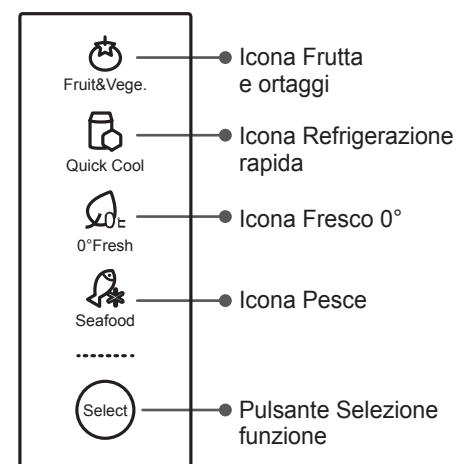 Fruit&Vege.
Icona Frutta
e ortaggi
Quick Cool
Icona Refrigerazione
rapida
0°Fresh
Icona Fresco 0°
Seafood
Icona Pesce
Select
Pulsante Selezione
funzione